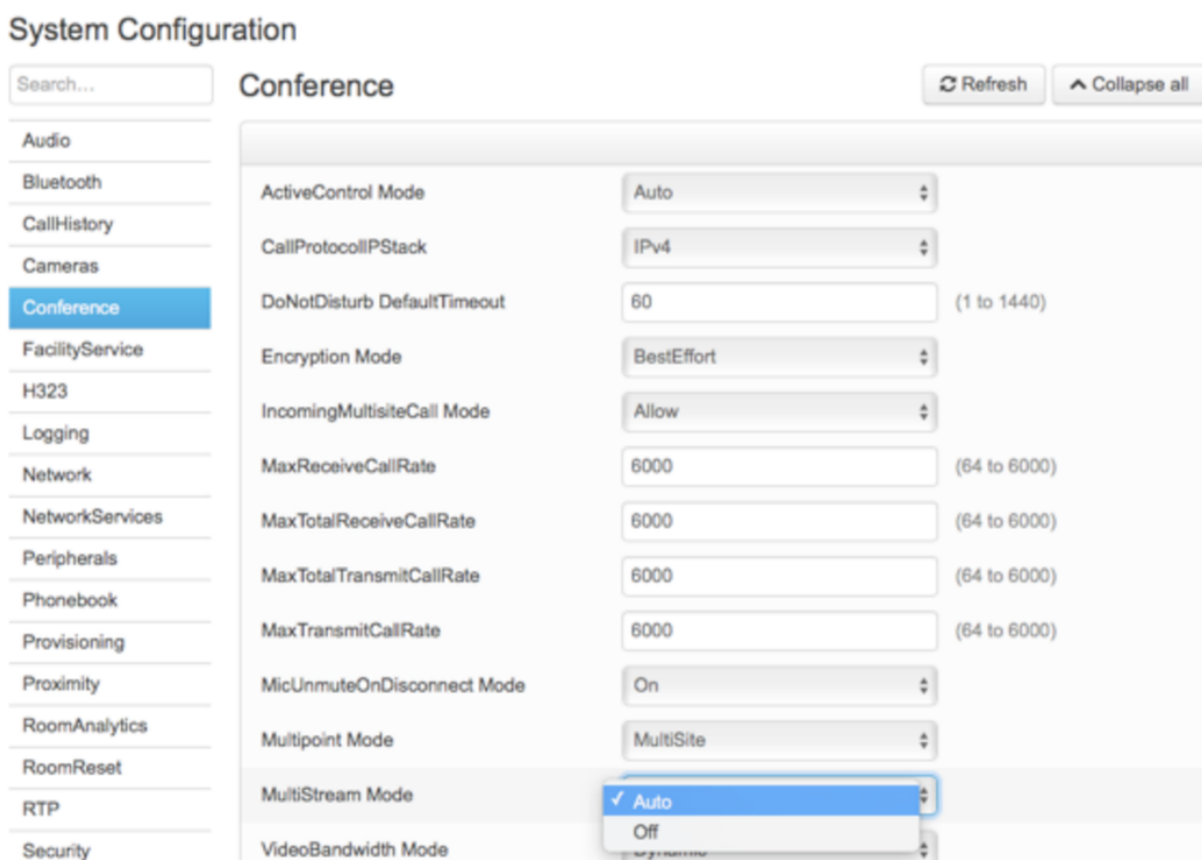 System Configuration
Search...
Conference
Refresh
Collapse all
Audio
Bluetooth
CallHistory
Cameras
Conference
FacilityService
H323
Logging
Network
NetworkServices
Peripherals
Phonebook
Provisioning
Proximity
RoomAnalytics
RoomReset
RTP
Security
ActiveControl Mode Auto
CallProtocolIPStack IPv4
DoNotDisturb DefaultTimeout 60 (1 to 1440)
Encryption Mode BestEffort
IncomingMultisiteCall Mode Allow
MaxReceiveCallRate 6000 (64 to 6000)
MaxTotalReceiveCallRate 6000 (64 to 6000)
MaxTotalTransmitCallRate 6000 (64 to 6000)
MaxTransmitCallRate 6000 (64 to 6000)
MicUnmuteOnDisconnect Mode On
Multipoint Mode MultiSite
MultiStream Mode ✓ Auto
Off
VideoBandwidth Mode Dynamic